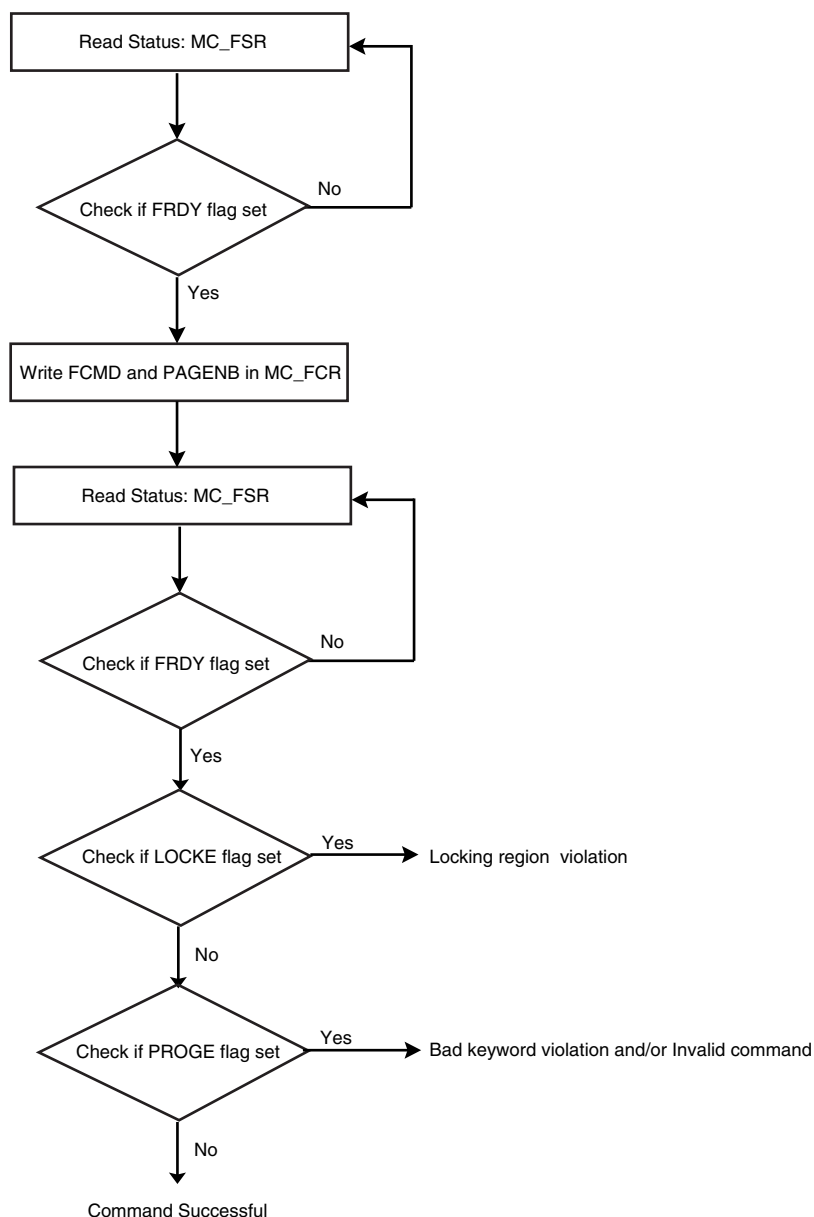 Read Status: MC_FSR
No
Check if FRDY flag set
Yes
Write FCMD and PAGENB in MC_FCR
Read Status: MC_FSR
No
Check if FRDY flag set
Yes
Yes
Check if LOCKE flag set
Locking region violation
No
Yes
Check if PROGE flag set
Bad keyword violation and/or Invalid command
No
Command Successful